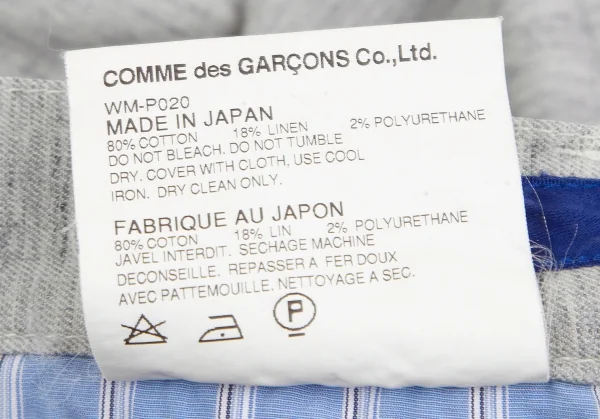 COMME des GARÇONS Co.,Ltd.
WM-P020
MADE IN JAPAN
80% COTTON 18% LINEN 2% POLYURETHANE
DO NOT BLEACH. DO NOT TUMBLE
DRY. COVER WITH CLOTH, USE COOL
IRON. DRY CLEAN ONLY.
FABRIQUE AU JAPON
80% COTON 18% LIN 2% POLYURETHANE
JAVEL INTERDIT. SECHAGE MACHINE
DECONSEILLE. REPASSER A FER DOUX
AVEC PATTEMOUILLE. NETTOYAGE A SEC.
P